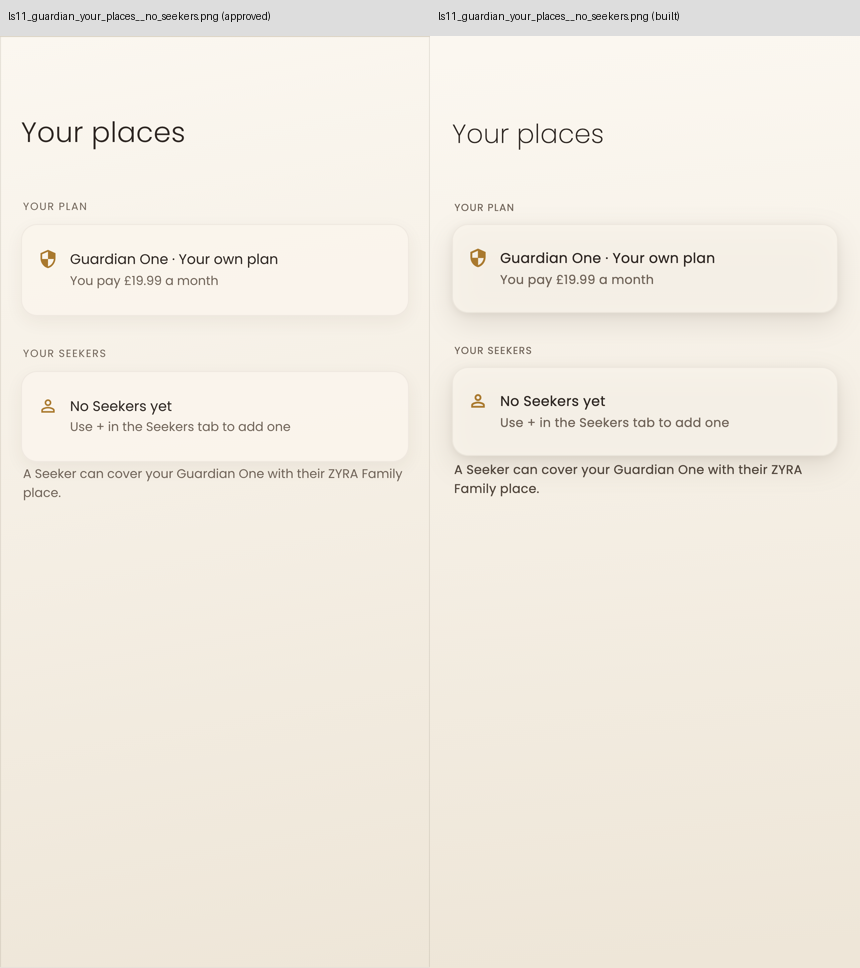 ls11_guardian_your_places__no_seekers.png (approved)
Your places
YOUR PLAN
Guardian One · Your own plan
You pay £19.99 a month
YOUR SEEKERS
No Seekers yet
Use + in the Seekers tab to add one
A Seeker can cover your Guardian One with their ZYRA Family
place.
ls11_guardian_your_places__no_seekers.png (built)
Your places
YOUR PLAN
Guardian One · Your own plan
You pay £19.99 a month
YOUR SEEKERS
No Seekers yet
Use + in the Seekers tab to add one
A Seeker can cover your Guardian One with their ZYRA
Family place.